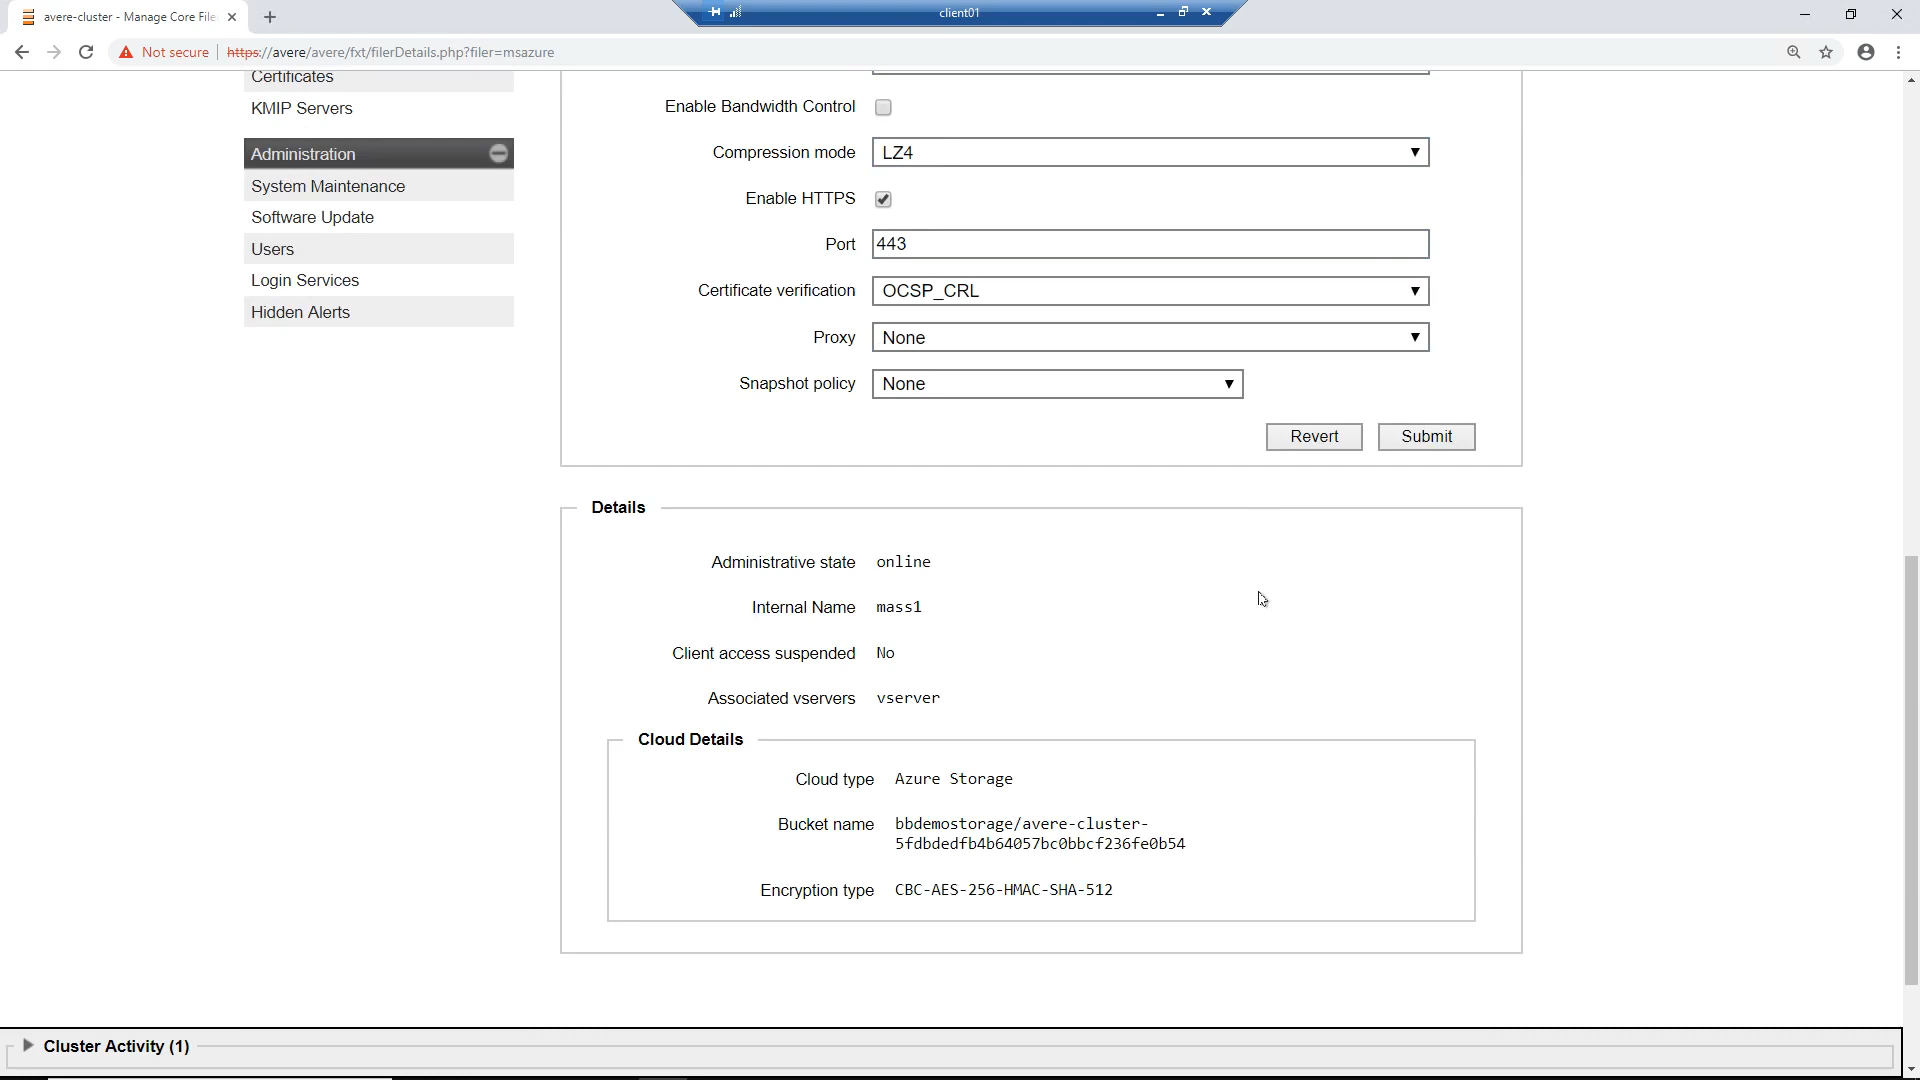 avere-cluster - Manage Core File
client01
Not secure
https://avere/avere/fxt/filerDetails.php?filer=msazure
Certificates
KMIP Servers
Administration
System Maintenance
Software Update
Users
Login Services
Hidden Alerts
Enable Bandwidth Control
Compression mode LZ4
Enable HTTPS
Port 443
Certificate verification OCSP_CRL
Proxy None
Snapshot policy None
Revert Submit
Details
Administrative state online
Internal Name mass1
Client access suspended No
Associated vservers vserver
Cloud Details
Cloud type Azure Storage
Bucket name bbdemostorage/avere-cluster-
5fdbdedfb4b64057bc0bbcf236fe0b54
Encryption type CBC-AES-256-HMAC-SHA-512
Cluster Activity (1)